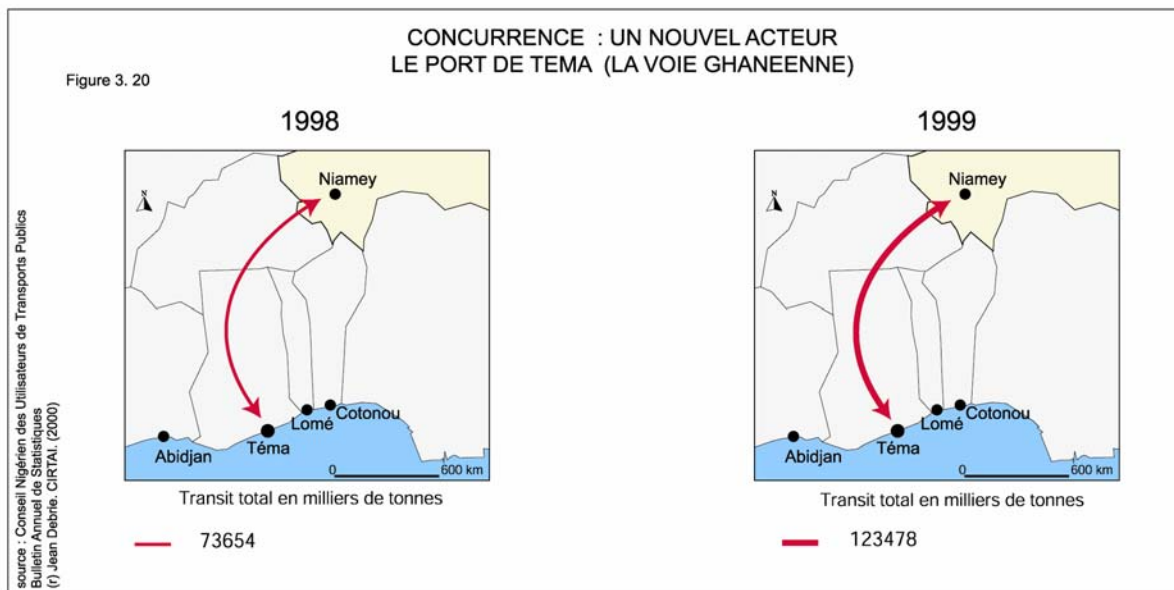 CONCURRENCE : UN NOUVEL ACTEUR
LE PORT DE TEMA (LA VOIE GHANEENNE)
Figure 3. 20
1998
N
Niamey
Cotonou
Lomé
Téma
Abidjan
0 600 km
Transit total en milliers de tonnes
73654
1999
N
Niamey
Cotonou
Lomé
Téma
Abidjan
0 600 km
Transit total en milliers de tonnes
123478
source : Conseil Nigérien des Utilisateurs de Transports Publics
Bulletin Annuel de Statistiques
(r) Jean Debrie. CIRTAI. (2000)